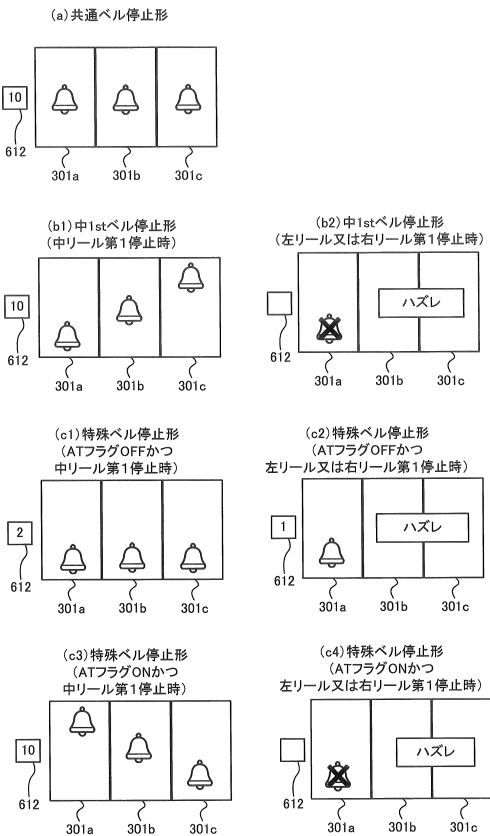 (a)共通ベル停止形
10
612
301a
301b
301c
(b1)中1stベル停止形
(中リール第1停止時)
10
612
301a
301b
301c
(b2)中1stベル停止形
(左リール又は右リール第1停止時)
ハズレ
612
301a
301b
301c
(c1)特殊ベル停止形
(ATフラグOFFかつ
中リール第1停止時)
2
612
301a
301b
301c
(c2)特殊ベル停止形
(ATフラグOFFかつ
左リール又は右リール第1停止時)
1
ハズレ
612
301a
301b
301c
(c3)特殊ベル停止形
(ATフラグONかつ
中リール第1停止時)
10
612
301a
301b
301c
(c4)特殊ベル停止形
(ATフラグONかつ
左リール又は右リール第1停止時)
ハズレ
612
301a
301b
301c